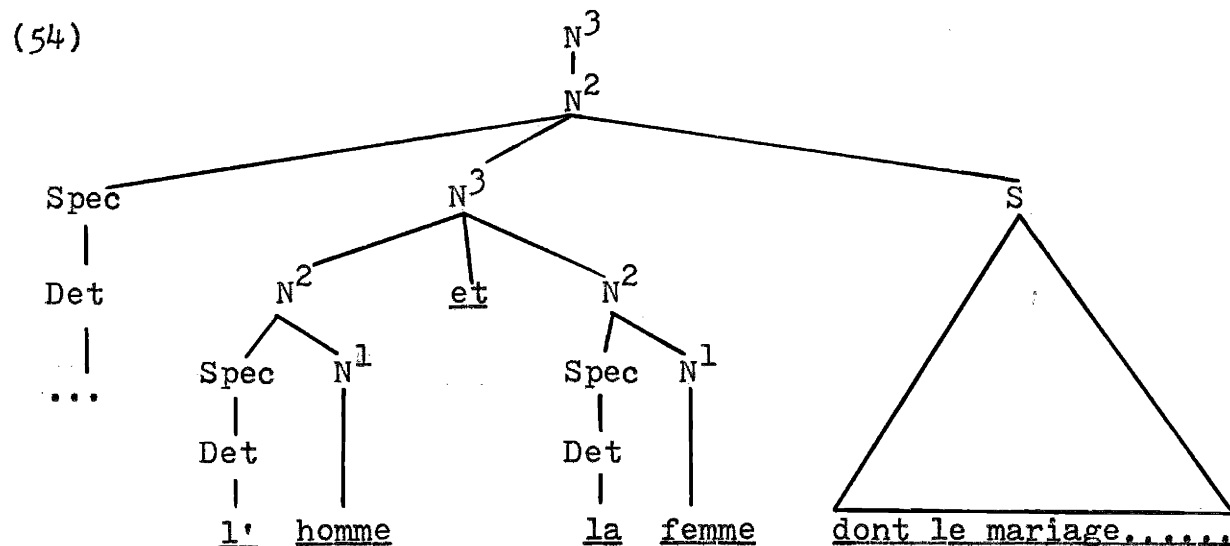 (54)
N³
N²
Spec N³ S
Det N² et N²
... Spec N¹ Spec N¹
Det Det
l' homme la femme dont le mariage......